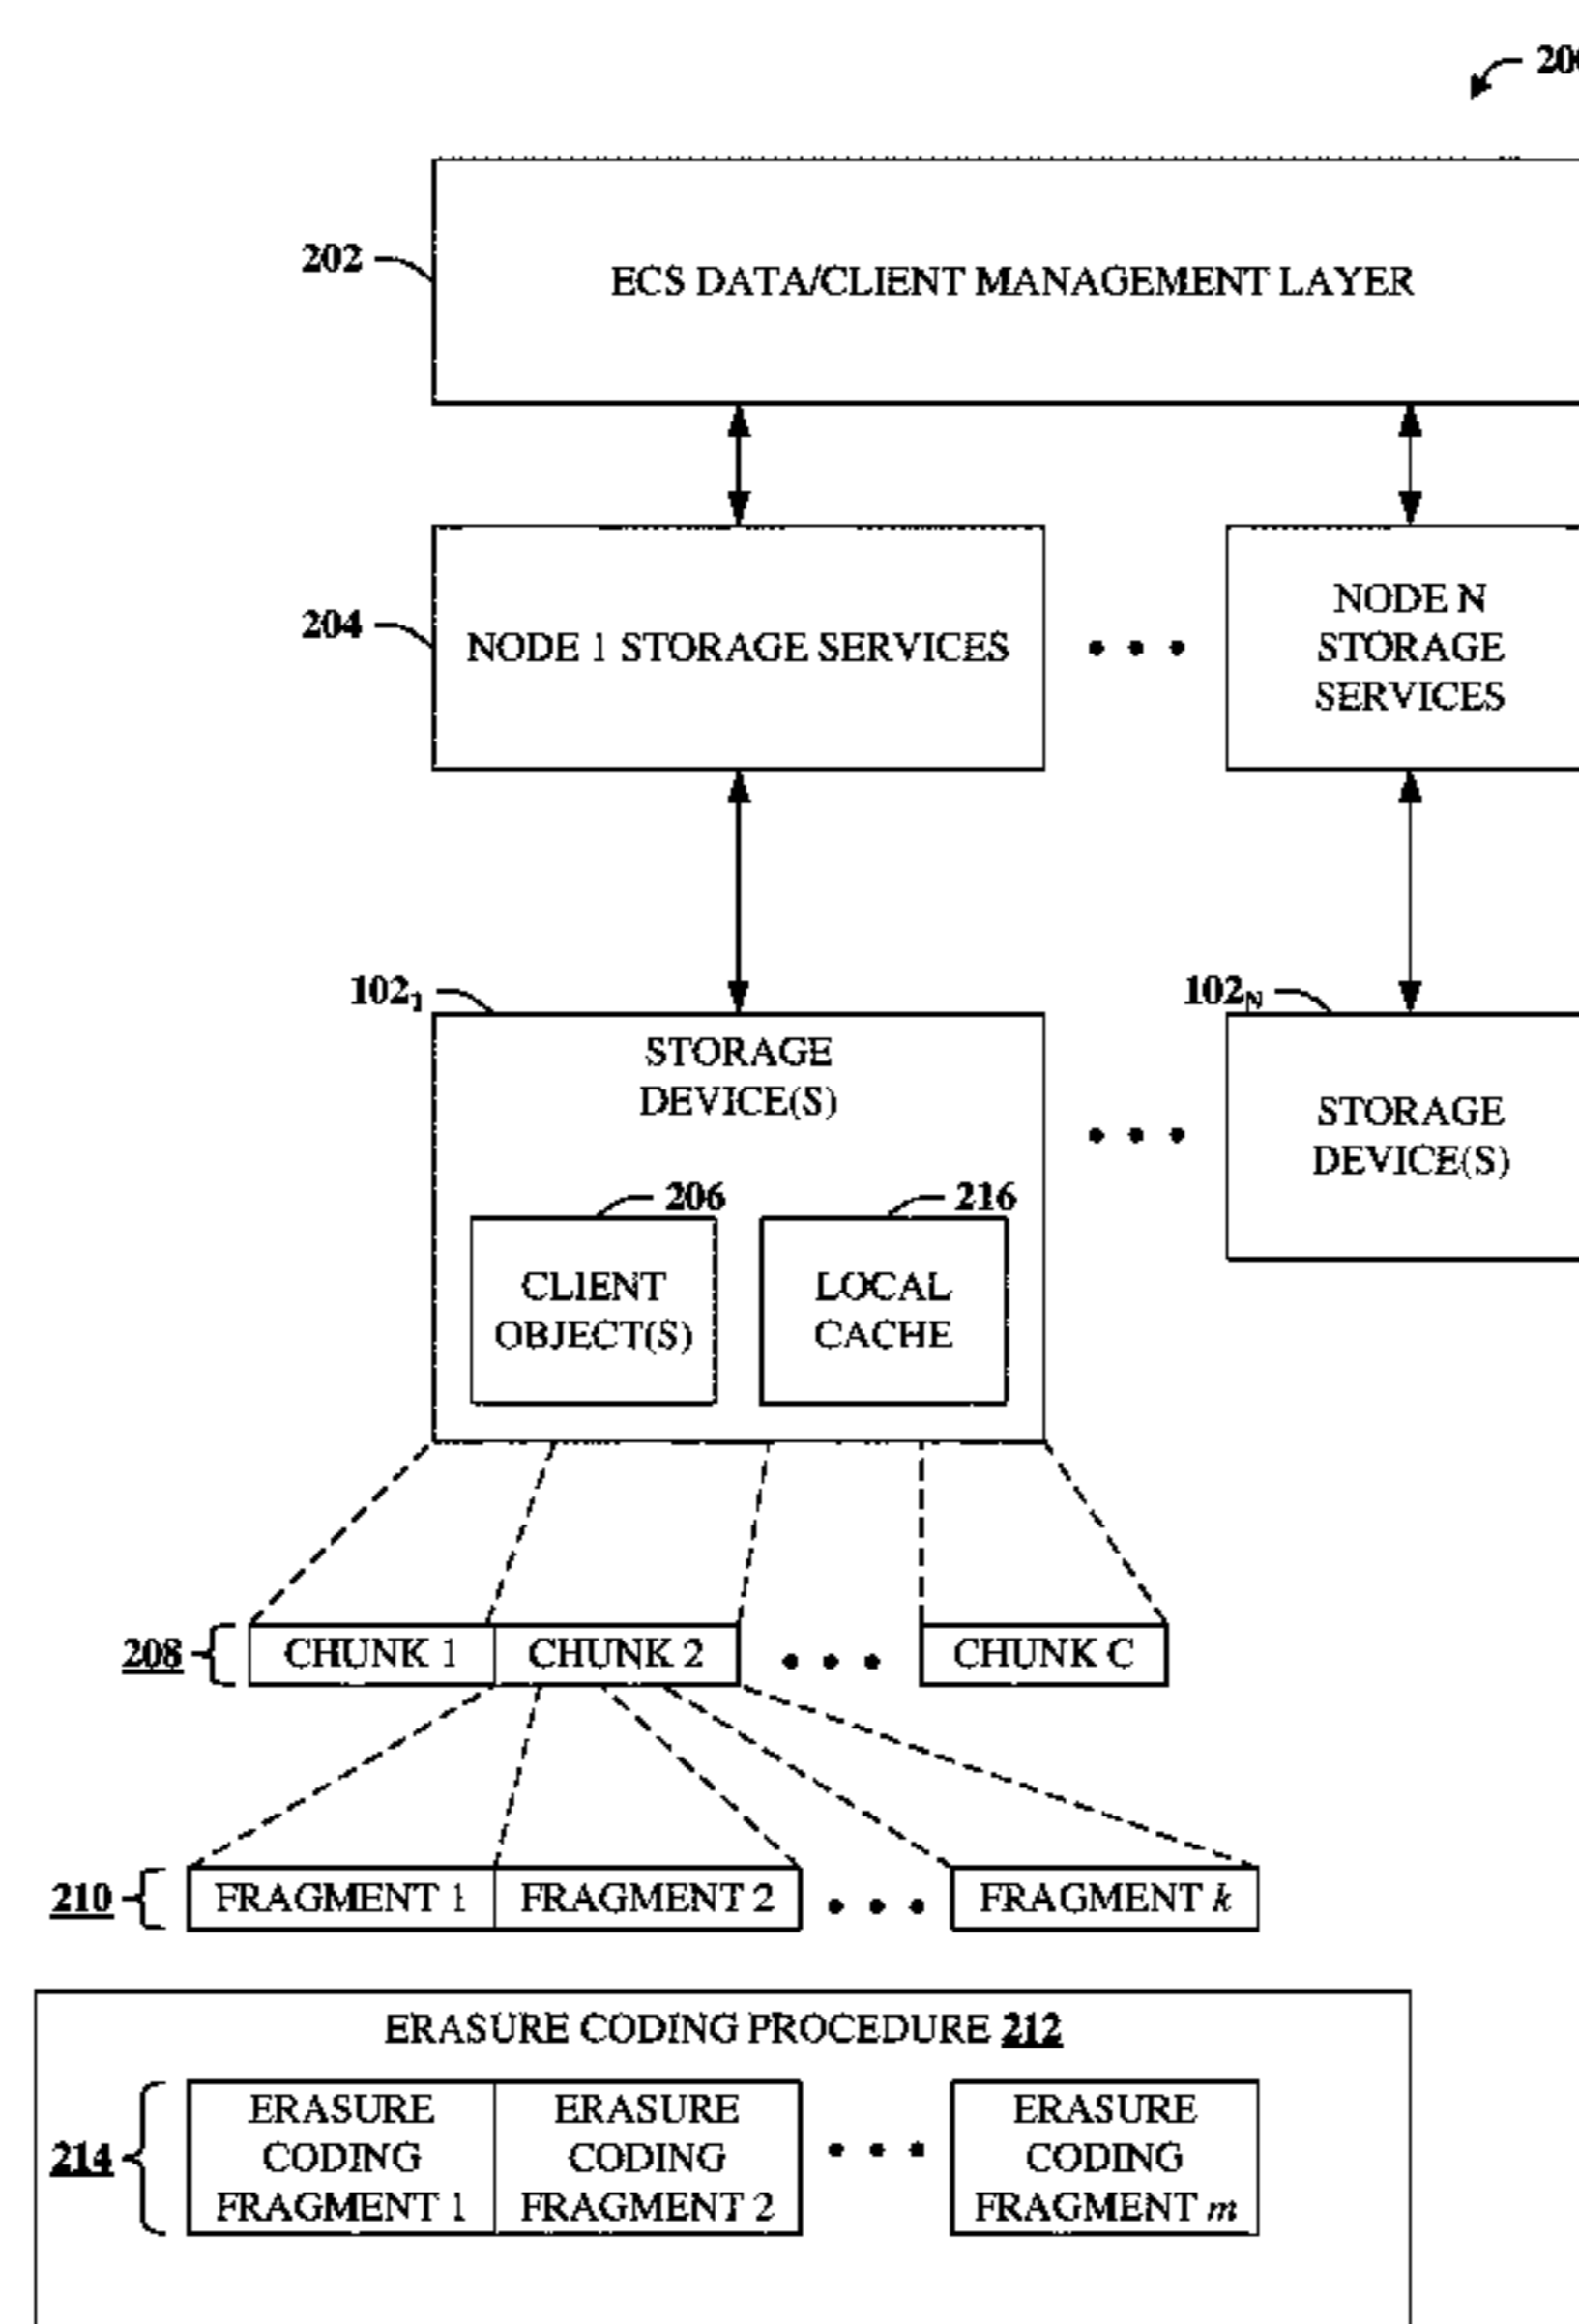 202
ECS DATA/CLIENT MANAGEMENT LAYER
204
NODE 1 STORAGE SERVICES
• • •
NODE N
STORAGE
SERVICES
102₁
102_N
STORAGE
DEVICE(S)
• • •
STORAGE
DEVICE(S)
206
216
CLIENT
OBJECT(S)
LOCAL
CACHE
208
CHUNK 1
CHUNK 2
• • •
CHUNK C
210
FRAGMENT 1
FRAGMENT 2
• • •
FRAGMENT k
ERASURE CODING PROCEDURE 212
214
ERASURE
CODING
FRAGMENT 1
ERASURE
CODING
FRAGMENT 2
• • •
ERASURE
CODING
FRAGMENT m